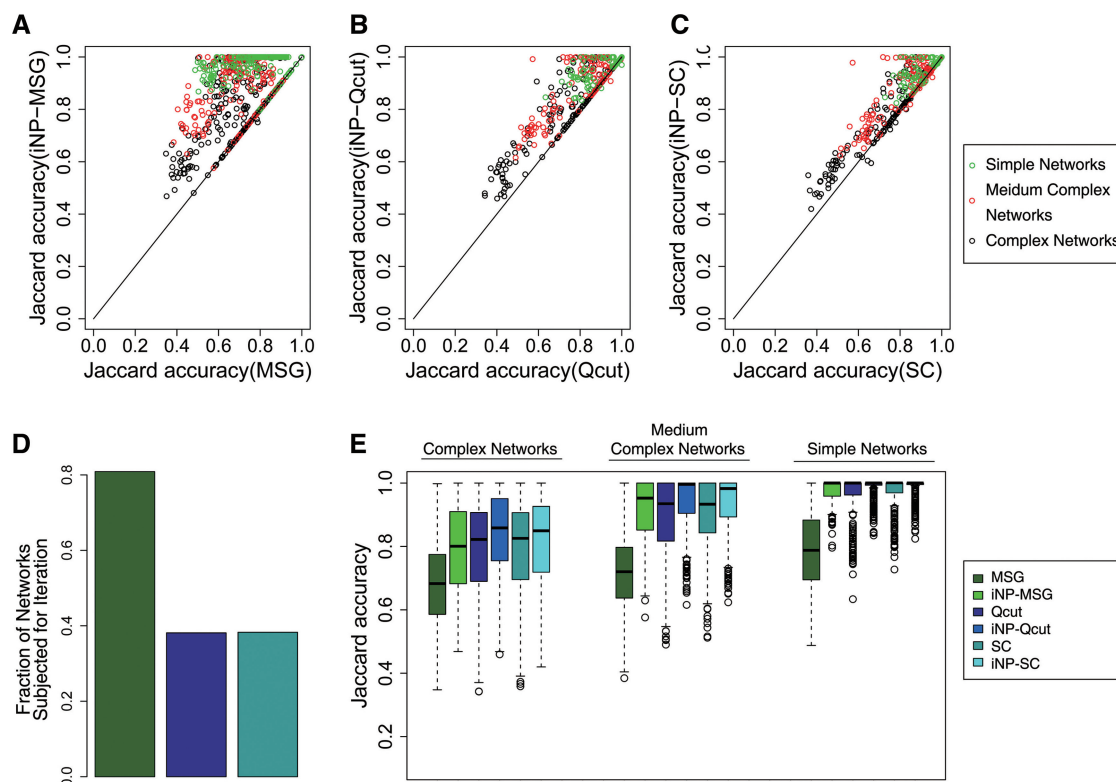 A
B
C
Jaccard accuracy(iNP−MSG)
1.0
0.8
0.6
0.4
0.2
0.0
0.0 0.2 0.4 0.6 0.8 1.0
Jaccard accuracy(MSG)
Jaccard accuracy(iNP−Qcut)
1.0
0.8
0.6
0.4
0.2
0.0
0.0 0.2 0.4 0.6 0.8 1.0
Jaccard accuracy(Qcut)
Jaccard accuracy(iNP−SC)
1.0
0.8
0.6
0.4
0.2
0.0
0.0 0.2 0.4 0.6 0.8 1.0
Jaccard accuracy(SC)
Simple Networks
Meidum Complex
Networks
Complex Networks
D
Fraction of Networks
Subjected for Iteration
0.8
0.6
0.4
0.2
0.0
E
Complex Networks
Medium
Complex Networks
Simple Networks
Jaccard accuracy
1.0
0.8
0.6
0.4
0.2
MSG
iNP-MSG
Qcut
iNP-Qcut
SC
iNP-SC